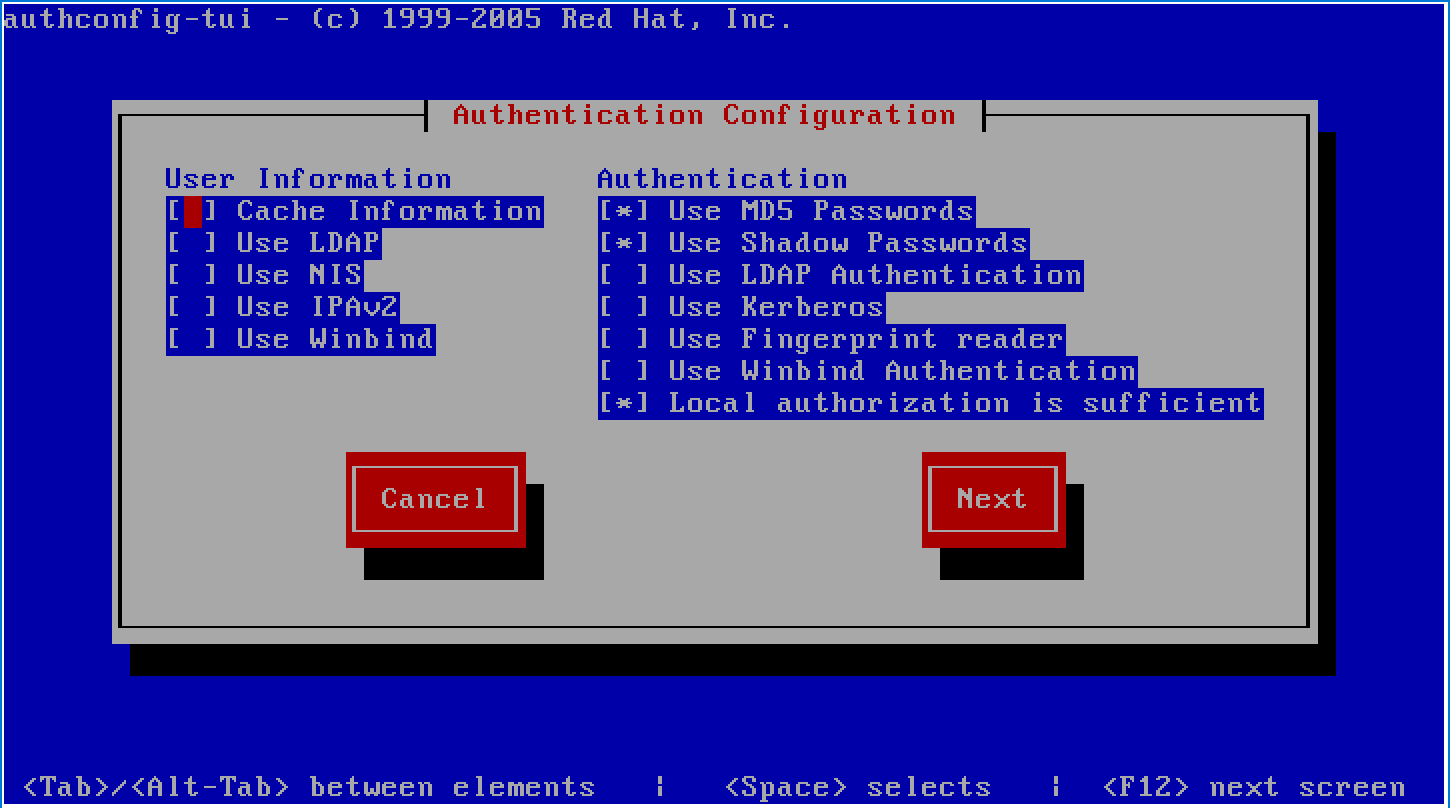 authconfig-tui - (c) 1999-2005 Red Hat, Inc.
Authentication Configuration
User Information
[ ] Cache Information
[ ] Use LDAP
[ ] Use NIS
[ ] Use IPAv2
[ ] Use Winbind
Authentication
[*] Use MD5 Passwords
[*] Use Shadow Passwords
[ ] Use LDAP Authentication
[ ] Use Kerberos
[ ] Use Fingerprint reader
[ ] Use Winbind Authentication
[*] Local authorization is sufficient
Cancel
Next
<Tab>/<Alt-Tab> between elements | <Space> selects | <F12> next screen